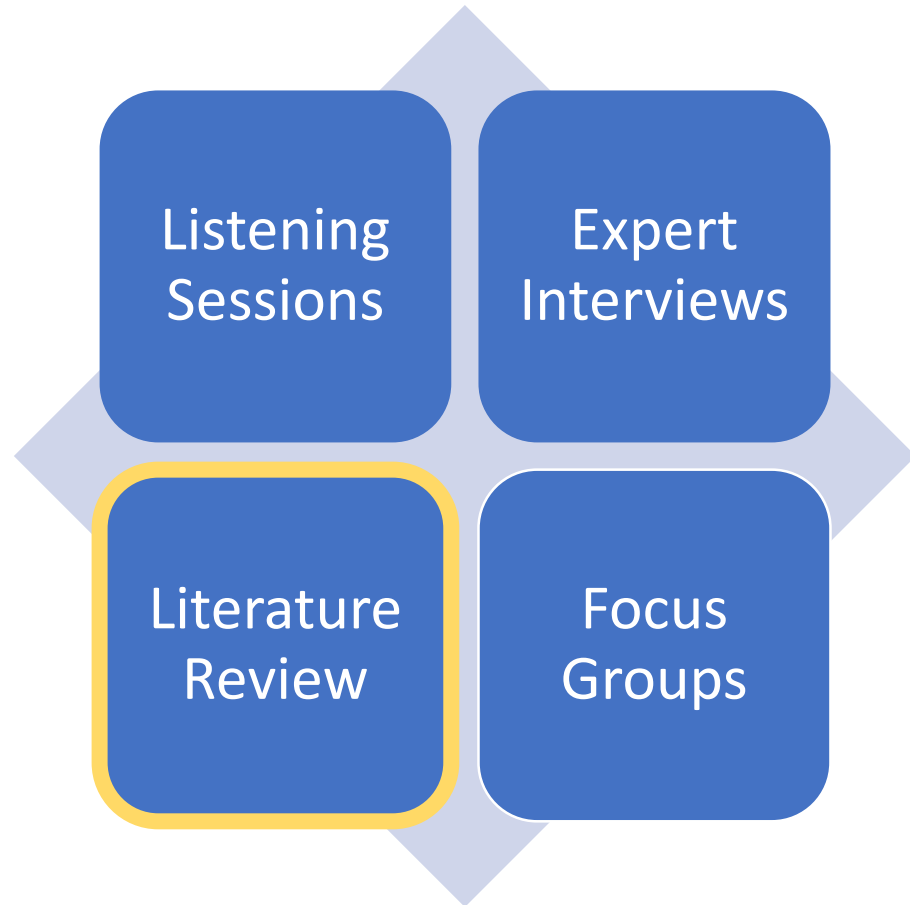 Listening
Sessions
Expert
Interviews
Literature
Review
Focus
Groups